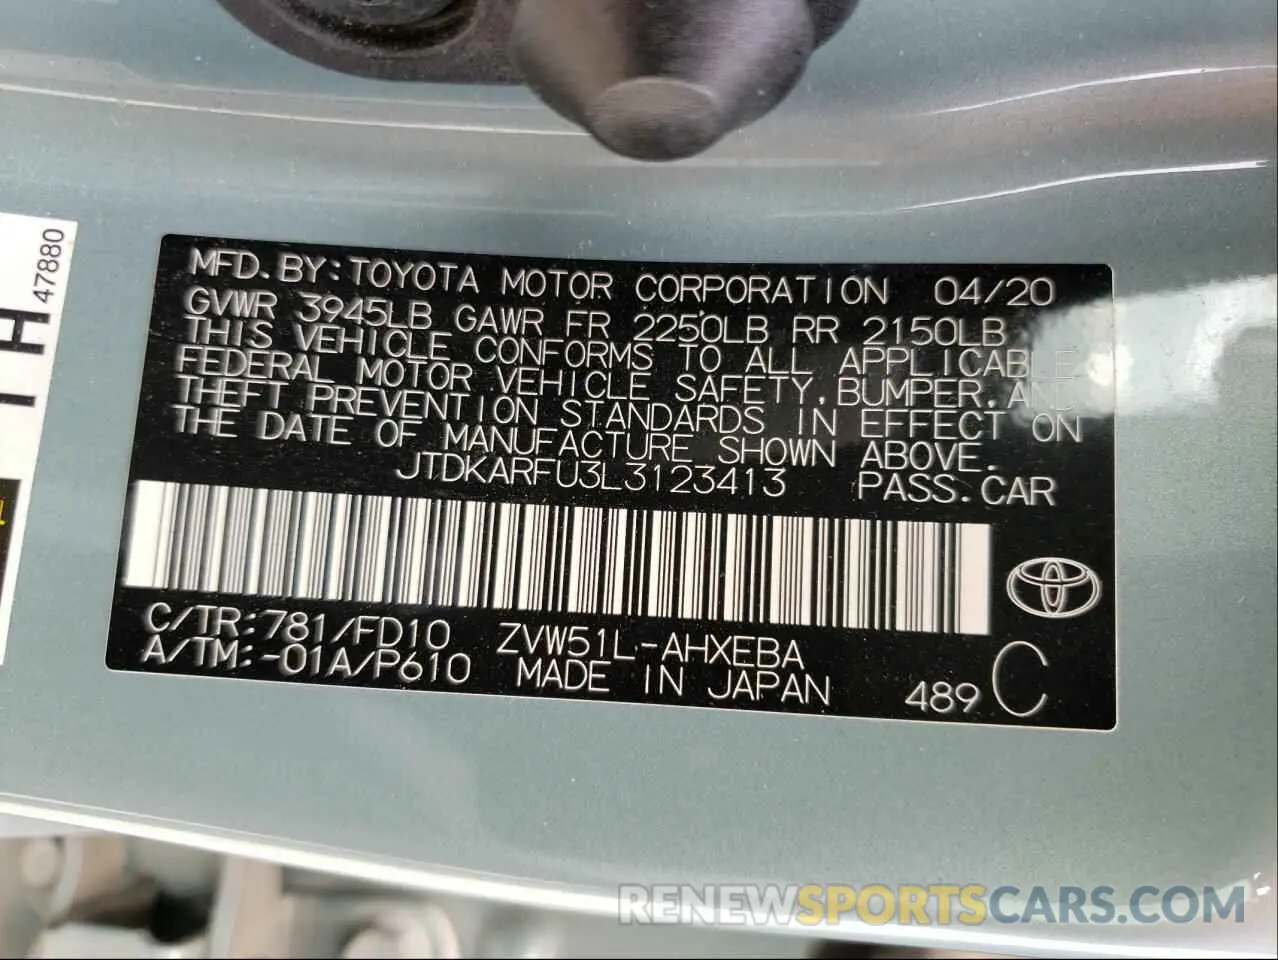 MFD. BY: TOYOTA MOTOR CORPORATION 04/20
GVWR 3945LB GAWR FR 2250LB RR 2150LB
THIS VEHICLE CONFORMS TO ALL APPLICABLE
FEDERAL MOTOR VEHICLE SAFETY, BUMPER, AND
THEFT PREVENTION STANDARDS IN EFFECT ON
THE DATE OF MANUFACTURE SHOWN ABOVE.
JTDKARFU3L3123413 PASS. CAR
C/TR: 781/FD10 ZVW51L-AHXEBA
A/TM: -01A/P610 MADE IN JAPAN 489 C
47880
RENEWSPORTSCARS.COM